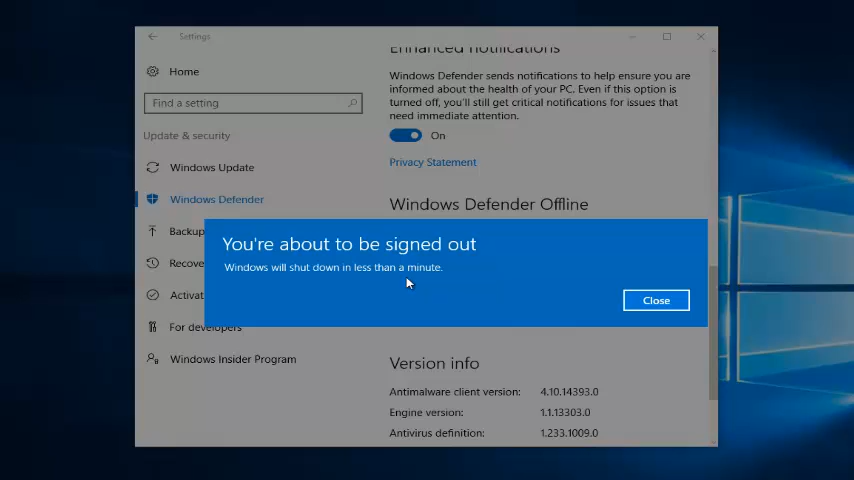 Settings
Home
Find a setting
Update & security
Windows Update
Windows Defender
Backup
Recove
Activat
For developers
Windows Insider Program
Enhanced notifications
Windows Defender sends notifications to help ensure you are
informed about the health of your PC. Even if this option is
turned off, you'll still get critical notifications for issues that
need immediate attention.
On
Privacy Statement
Windows Defender Offline
You're about to be signed out
Windows will shut down in less than a minute.
Close
Version info
Antimalware client version: 4.10.14393.0
Engine version: 1.1.13303.0
Antivirus definition: 1.233.1009.0